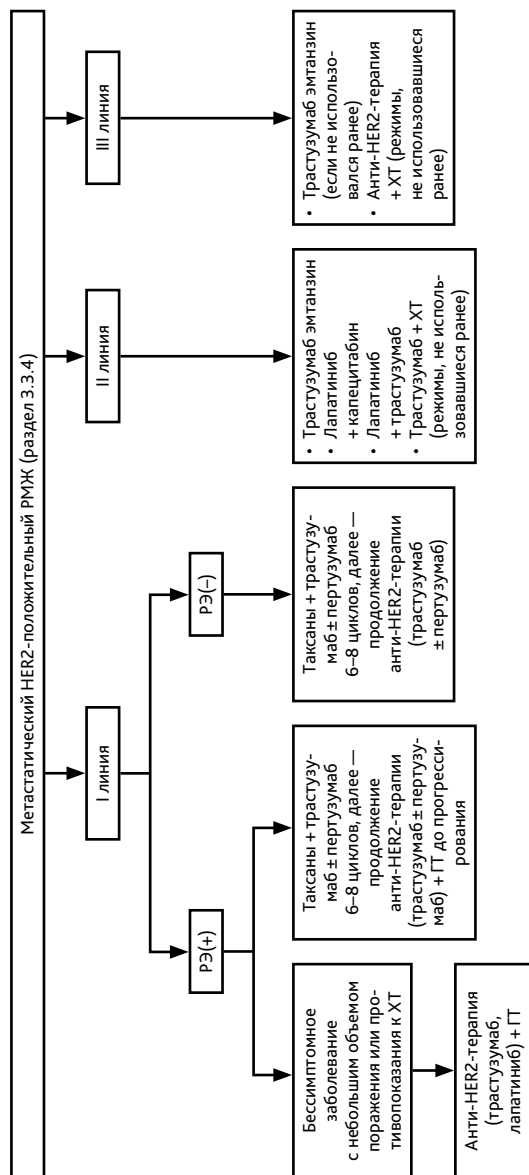 Метастатический HER2-положительный РМЖ (раздел 3.3.4)
I линия
РЭ(+)
Бессимптомное
заболевание
с небольшим объемом
поражения или про-
тивопоказания к ХТ
Анти-HER2-терапия
(трастузумаб,
лапатиниб) + ГТ
Таксаны + трастузу-
маб ± пертузумаб
6–8 циклов, далее —
продолжение
анти-HER2-терапии
(трастузумаб ± пертузу-
маб) + ГТ до прогресси-
рования
РЭ(–)
Таксаны + трастузу-
маб ± пертузумаб
6–8 циклов, далее —
продолжение
анти-HER2-терапии
(трастузумаб
± пертузумаб)
II линия
• Трастузумаб эмтанзин
• Лапатиниб
+ капецитабин
• Лапатиниб
+ трастузумаб
• Трастузумаб + ХТ
(режимы, не исполь-
зовавшиеся ранее)
III линия
• Трастузумаб эмтанзин
(если не использо-
вался ранее)
• Анти-HER2-терапия
+ ХТ (режимы,
не использовавшиеся
ранее)